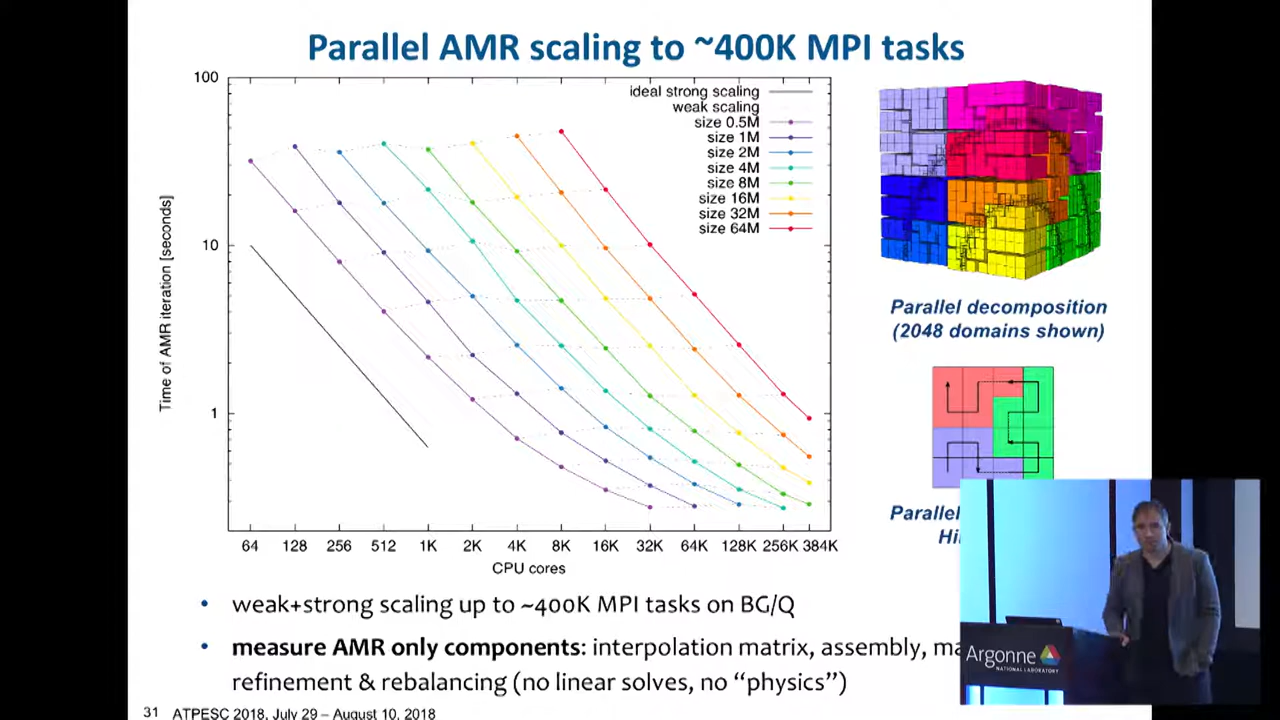 Parallel AMR scaling to ~400K MPI tasks
100
10
1
Time of AMR iteration [seconds]
ideal strong scaling
weak scaling
size 0.5M
size 1M
size 2M
size 4M
size 8M
size 16M
size 32M
size 64M
64 128 256 512 1K 2K 4K 8K 16K 32K 64K 128K 256K 384K
CPU cores
Parallel decomposition
(2048 domains shown)
Parallel
• weak+strong scaling up to ~400K MPI tasks on BG/Q
• measure AMR only components: interpolation matrix, assembly,
refinement & rebalancing (no linear solves, no “physics”)
Argonne
NATIONAL LABORATORY
31 ATPESC 2018, July 29 – August 10, 2018